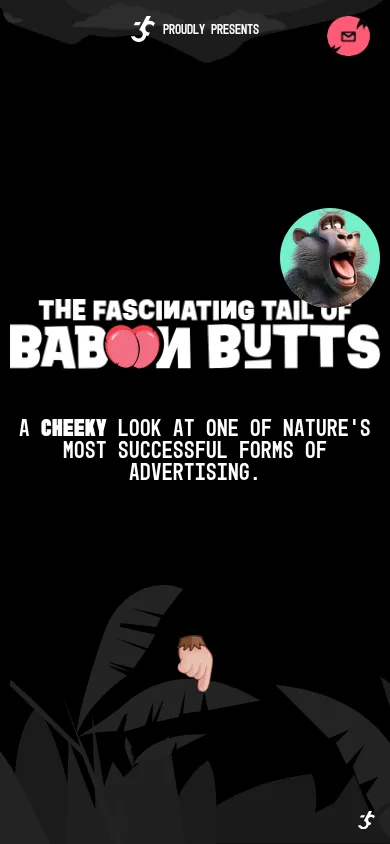 PROUDLY PRESENTS
THE FASCINATING TAIL OF
BABOON BUTTS
A CHEEKY LOOK AT ONE OF NATURE'S
MOST SUCCESSFUL FORMS OF
ADVERTISING.